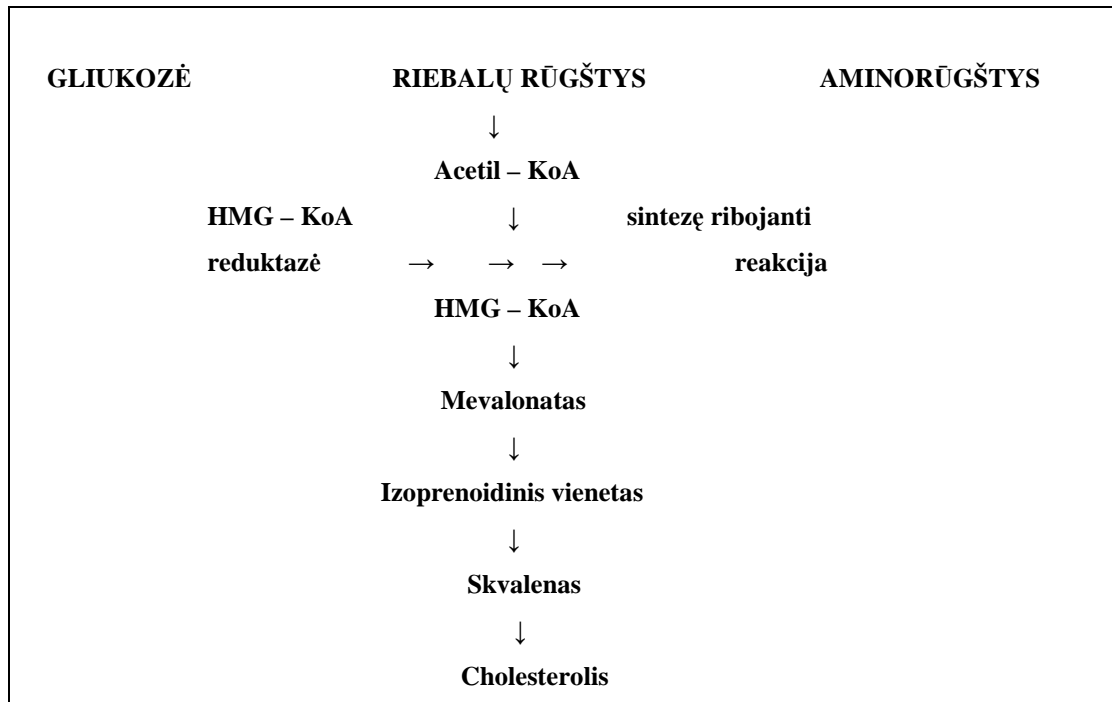 GLIUKOZĖ RIEBALŲ RŪGŠTYS AMINORŪGŠTYS
↓
Acetil – KoA
HMG – KoA ↓ sintezę ribojanti
reduktazė → → → reakcija
HMG – KoA
↓
Mevalonatas
↓
Izoprenoidinis vienetas
↓
Skvalenas
↓
Cholesterolis